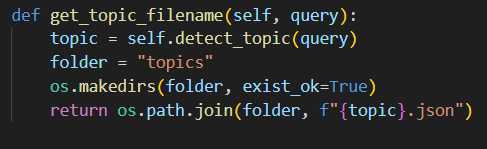 def get_topic_filename(self, query):
    topic = self.detect_topic(query)
    folder = "topics"
    os.makedirs(folder, exist_ok=True)
    return os.path.join(folder, f"{topic}.json")